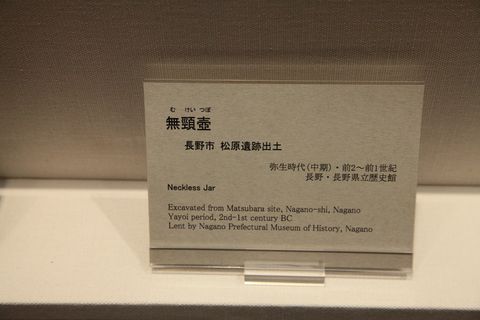 む けい つぼ
無頸壺
長野市 松原遺跡出土
弥生時代(中期)・前2～前1世紀
長野・長野県立歴史館
Neckless Jar
Excavated from Matsubara site, Nagano-shi, Nagano
Yayoi period, 2nd-1st century BC
Lent by Nagano Prefectural Museum of History, Nagano